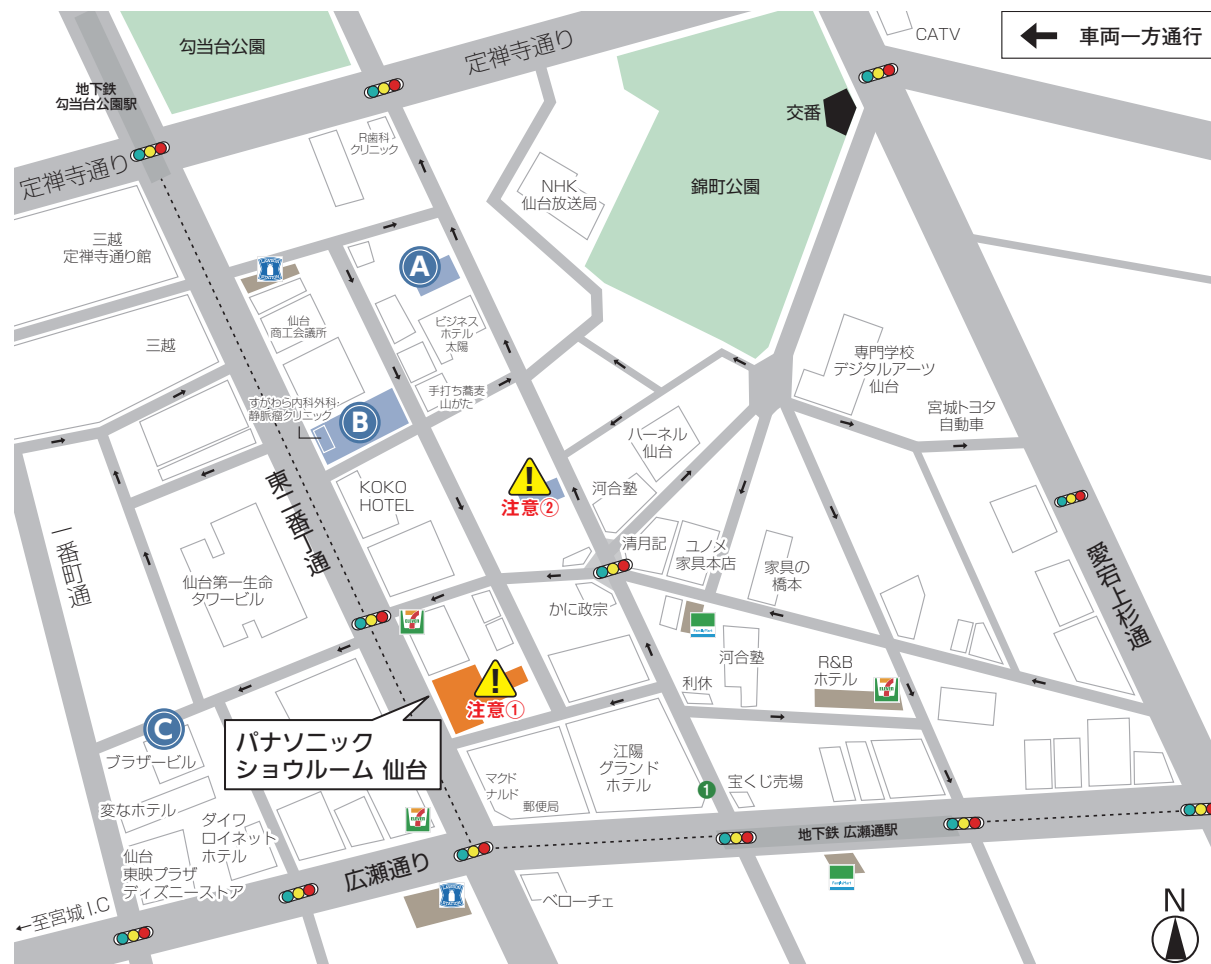 勾当台公園
定禅寺通り
CATV
車両一方通行
地下鉄
勾当台公園駅
交番
R歯科
クリニック
定禅寺通り
NHK
仙台放送局
錦町公園
三越
定禅寺通り館
LAWSON
STATION
A
仙台
商工会議所
ビジネス
ホテル
太陽
三越
専門学校
デジタルアーツ
仙台
手打ち蕎麦
山がた
すがわら内科外科・
静脈瘤クリニック
B
宮城トヨタ
自動車
ハーネル
仙台
東二番丁通
KOKO
HOTEL
注意②
河合塾
一番町通
清月記
ユノメ
家具本店
家具の
橋本
愛宕上杉通
仙台第一生命
タワービル
かに政宗
7
ELEVEN
FamilyMart
河合塾
R&B
ホテル
7
ELEVEN
利休
注意①
C
ブラザービル
パナソニック
ショウルーム 仙台
江陽
グランド
ホテル
マクド
ナルド
郵便局
1
宝くじ売場
変なホテル
ダイワ
ロイネット
ホテル
7
ELEVEN
地下鉄 広瀬通駅
仙台
東映プラザ
ディズニーストア
広瀬通り
FamilyMart
LAWSON
STATION
ベローチェ
←至宮城 I.C
N